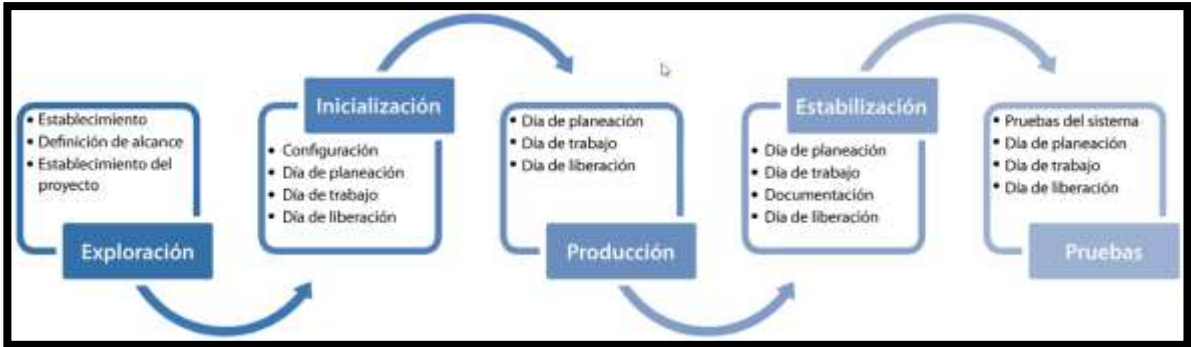 • Establecimiento
• Definición de alcance
• Establecimiento del
proyecto
Exploración
Inicialización
• Configuración
• Día de planeación
• Día de trabajo
• Día de liberación
• Día de planeación
• Día de trabajo
• Día de liberación
Producción
Estabilización
• Día de planeación
• Día de trabajo
• Documentación
• Día de liberación
• Pruebas del sistema
• Día de planeación
• Día de trabajo
• Día de liberación
Pruebas